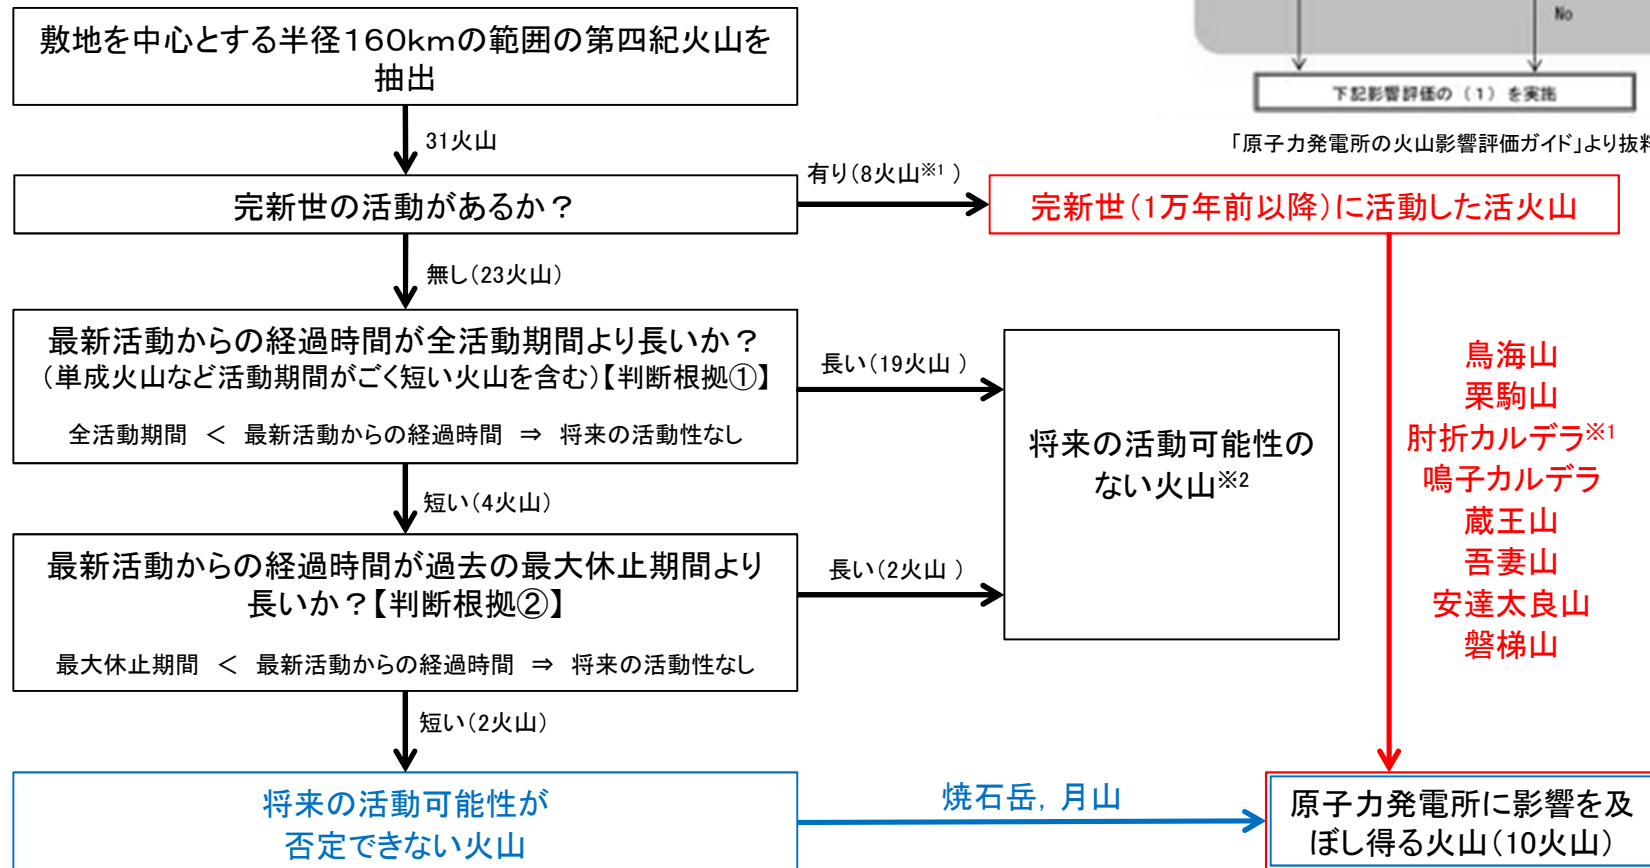 No
下記影響評価の（1）を実施
「原子力発電所の火山影響評価ガイド」より抜粋
敷地を中心とする半径160kmの範囲の第四紀火山を
抽出
31火山
完新世の活動があるか？
有り（8火山※1 ）
完新世（1万年前以降）に活動した活火山
無し（23火山）
最新活動からの経過時間が全活動期間より長いか？
（単成火山など活動期間がごく短い火山を含む）【判断根拠①】
全活動期間 ＜ 最新活動からの経過時間 ⇒ 将来の活動性なし
長い（19火山 ）
将来の活動可能性の
ない火山※2
鳥海山
栗駒山
肘折カルデラ※1
鳴子カルデラ
蔵王山
吾妻山
安達太良山
磐梯山
短い（4火山）
最新活動からの経過時間が過去の最大休止期間より
長いか？【判断根拠②】
最大休止期間 ＜ 最新活動からの経過時間 ⇒ 将来の活動性なし
長い（2火山 ）
短い（2火山）
将来の活動可能性が
否定できない火山
焼石岳，月山
原子力発電所に影響を及
ぼし得る火山（10火山）